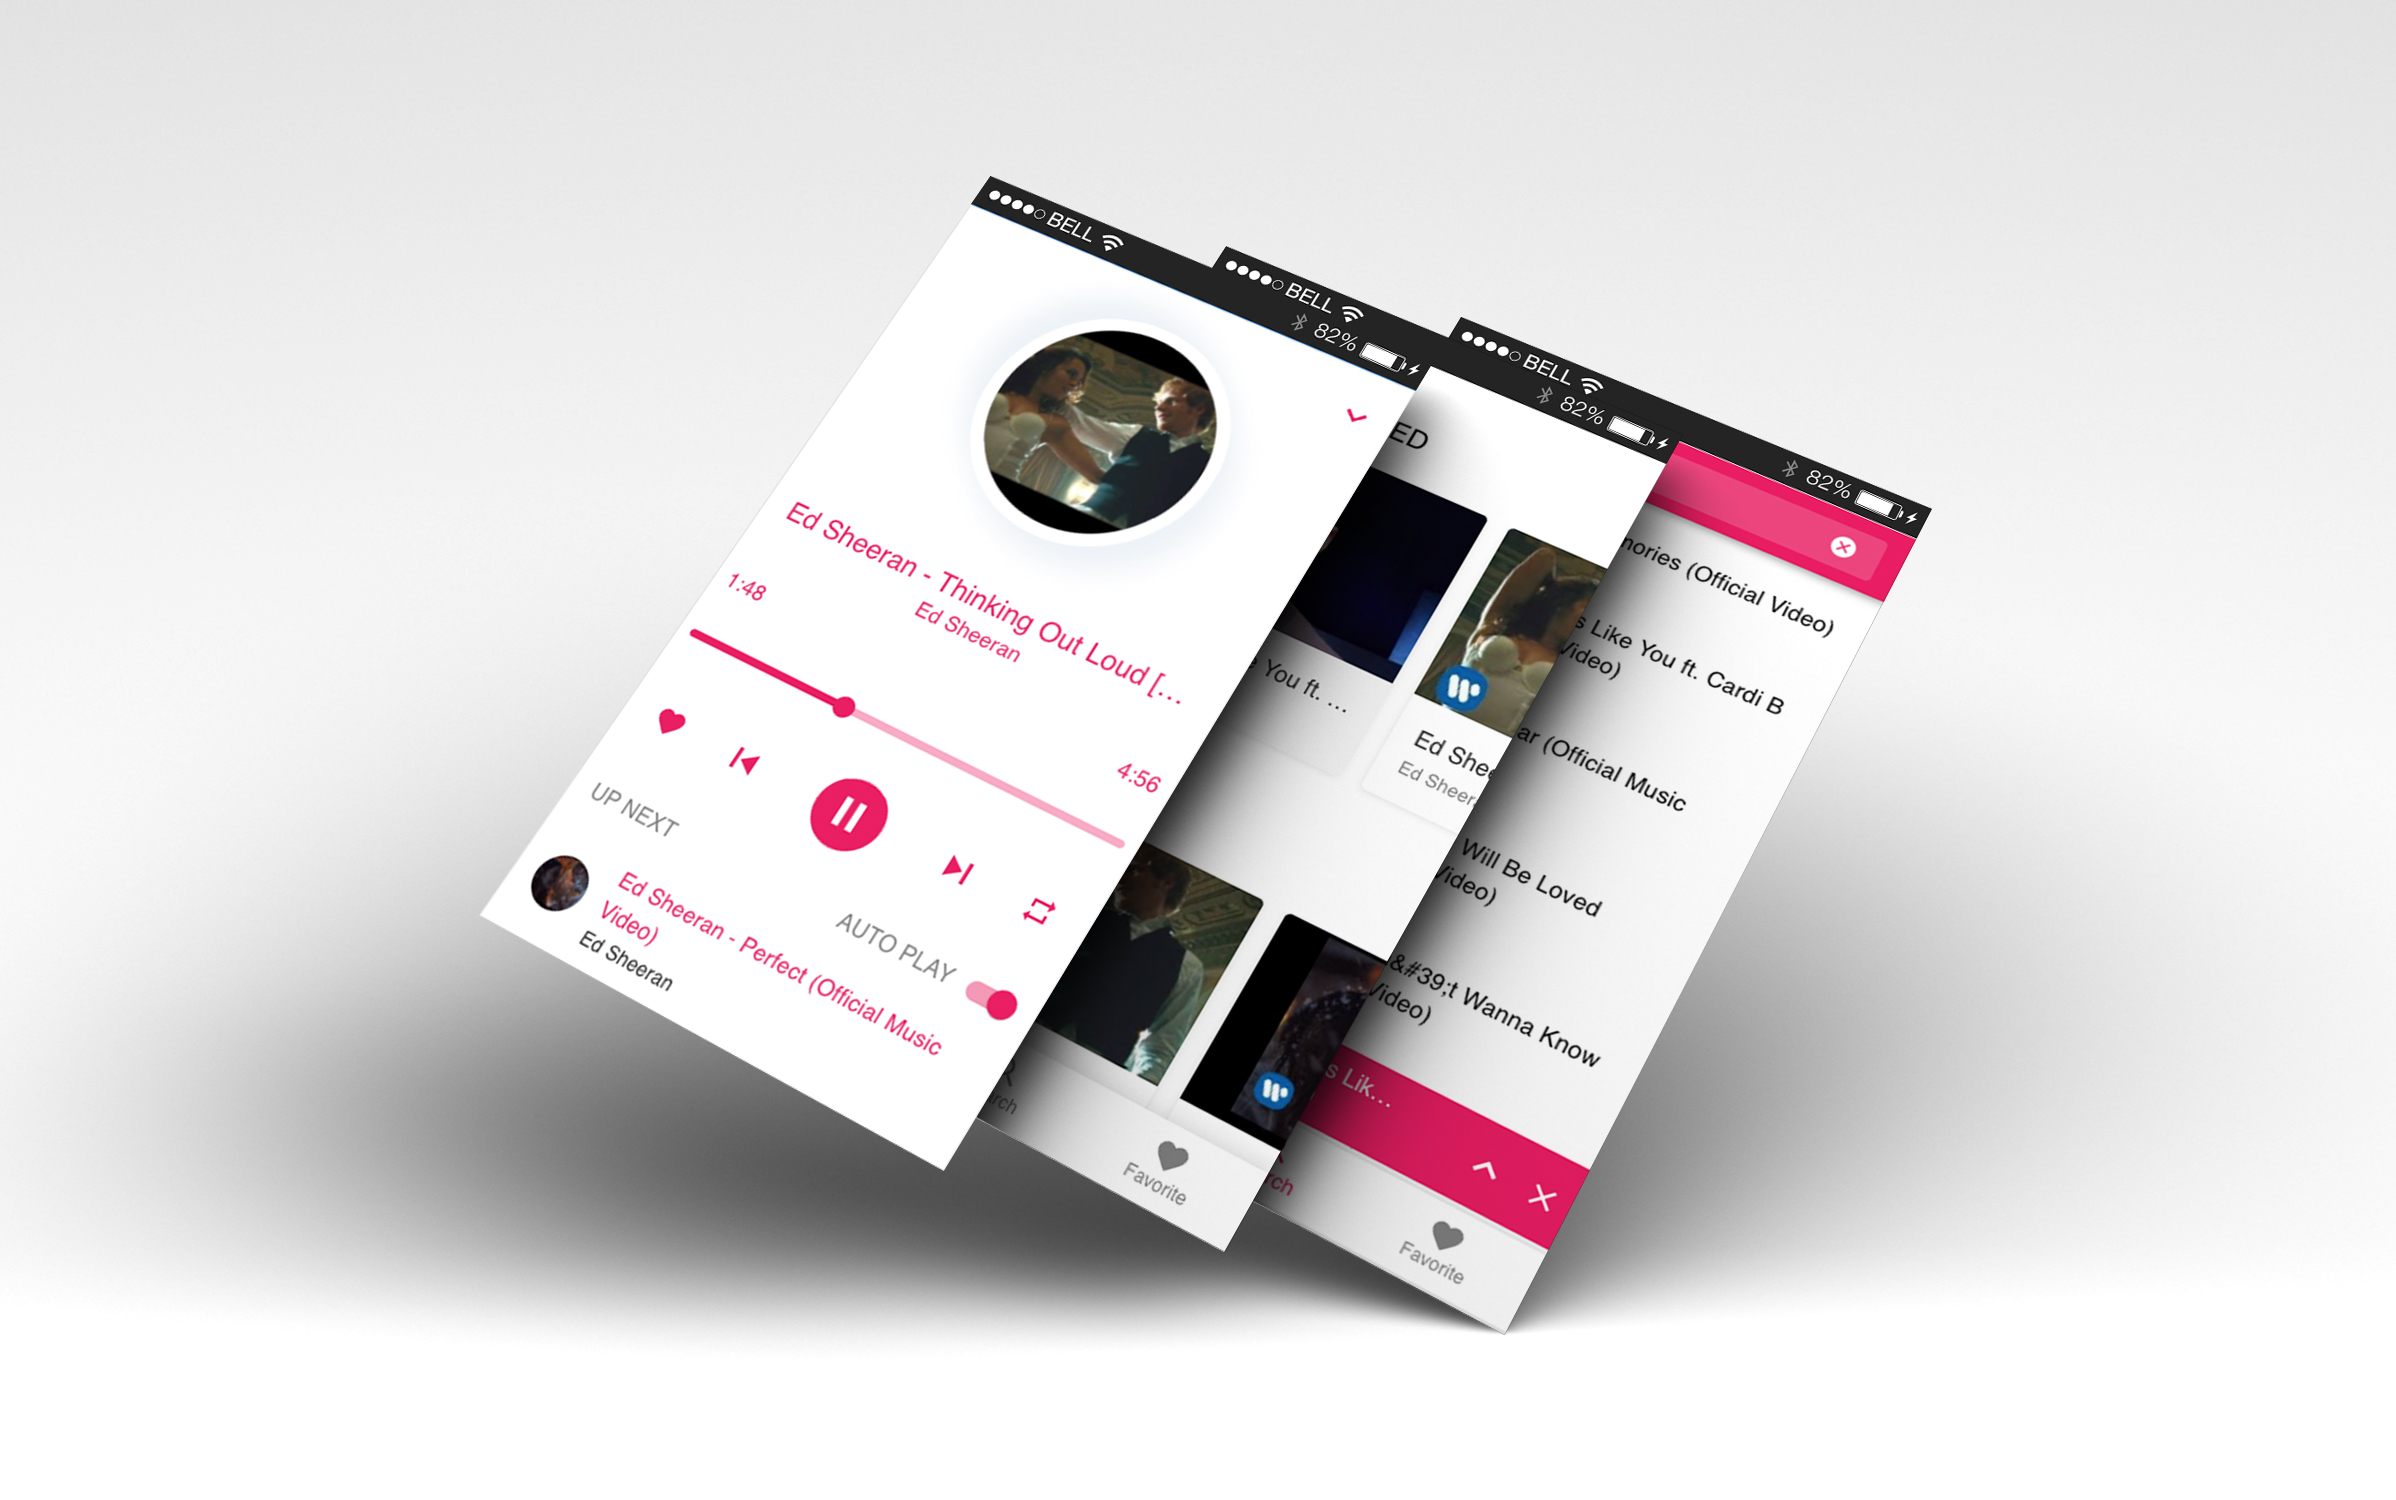 BELL
82%
Ed Sheeran - Thinking Out Loud [...
Ed Sheeran
1:48
4:56
UP NEXT
AUTO PLAY
Ed Sheeran - Perfect (Official Music
Video)
Ed Sheeran
BELL
82%
ED
You ft. ...
Ed Shee
Ed Sheer
R
rch
Favorite
BELL
82%
nories (Official Video)
s Like You ft. Cardi B
Video)
ar (Official Music
Will Be Loved
Video)
&#39;t Wanna Know
Video)
s Lik...
rch
Favorite